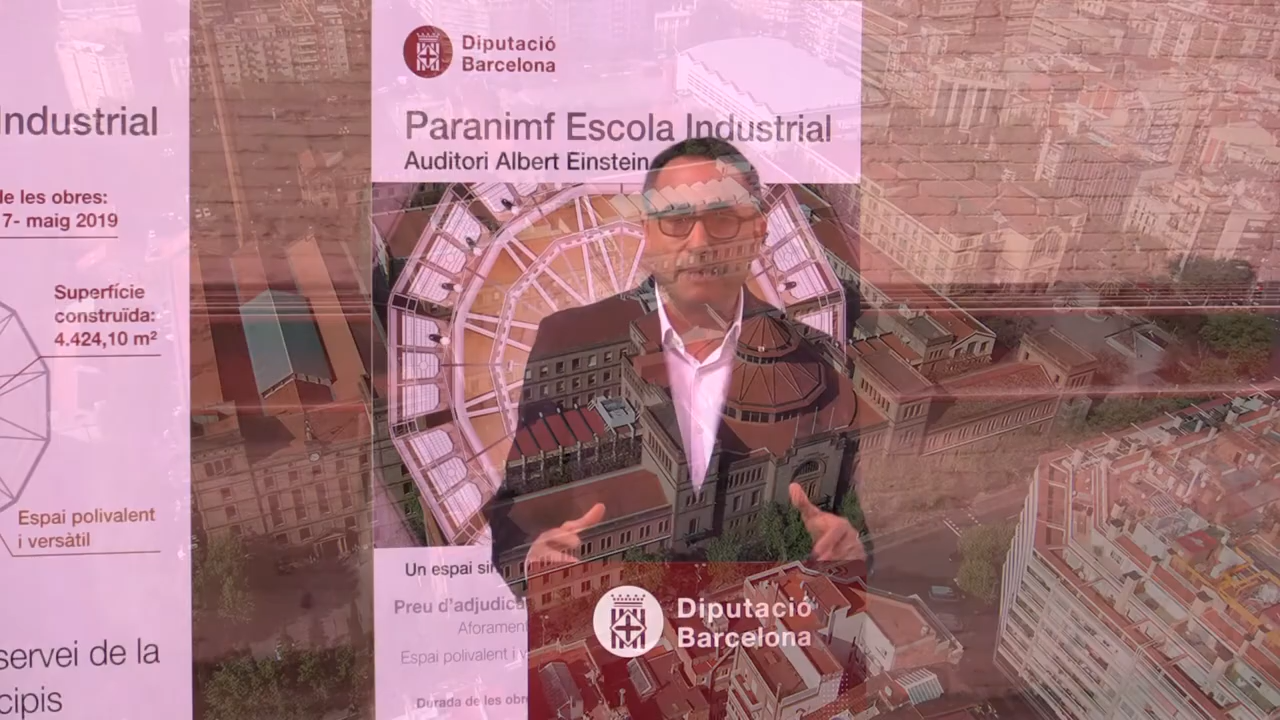 Industrial
de les obres:
7- maig 2019
Superfície
construïda:
4.424,10 m²
Espai polivalent
i versàtil
servei de la
cipis
Diputació
Barcelona
Paranimf Escola Industrial
Auditori Albert Einstein
Un espai sin
Preu d'adjudica
Aforament
Espai polivalent i v
Durada de les obr
Diputació
Barcelona